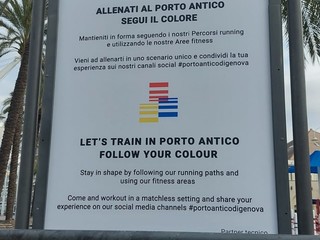 ALLENATI AL PORTO ANTICO
SEGUI IL COLORE
Mantieniti in forma seguendo i nostri Percorsi running
e utilizzando le nostre Aree fitness
Vieni ad allenarti in uno scenario unico e condividi la tua
esperienza sui nostri canali social #portoanticodigenova
LET'S TRAIN IN PORTO ANTICO
FOLLOW YOUR COLOUR
Stay in shape by following our running paths and
using our fitness areas
Come and workout in a matchless setting and share your
experience on our social media channels #portoanticodigenova
Partner tecnico